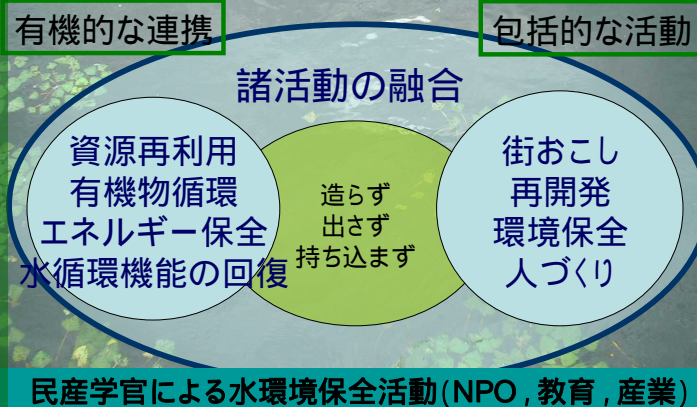 有機的な連携
包括的な活動
諸活動の融合
資源再利用
有機物循環
エネルギー保全
水循環機能の回復
造らず
出さず
持ち込まず
街おこし
再開発
環境保全
人づくり
民産学官による水環境保全活動(NPO,教育,産業)